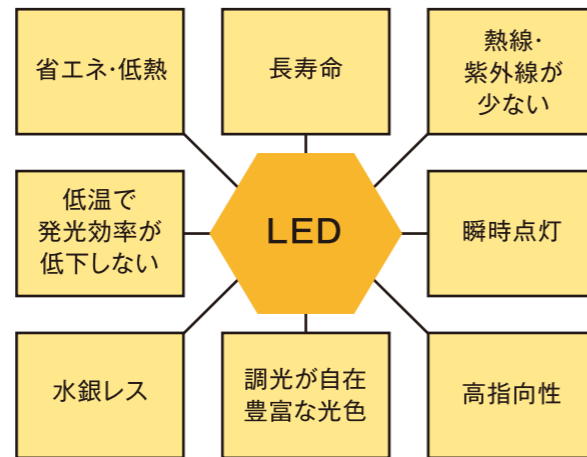 省エネ·低熱
長寿命
熱線·
紫外線が
少ない
低温で
発光効率が
低下しない
LED
瞬時点灯
水銀レス
調光が自在
豊富な光色
高指向性